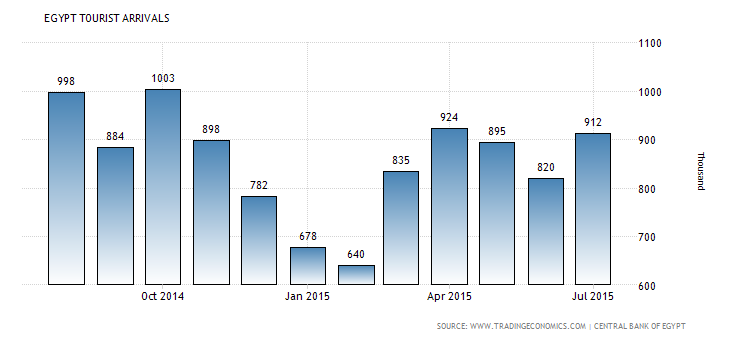 EGYPT TOURIST ARRIVALS
1100
1000
900
800
700
600
Thousand
998
884
1003
898
782
678
640
835
924
895
820
912
Oct 2014
Jan 2015
Apr 2015
Jul 2015
SOURCE: WWW.TRADINGECONOMICS.COM | CENTRAL BANK OF EGYPT